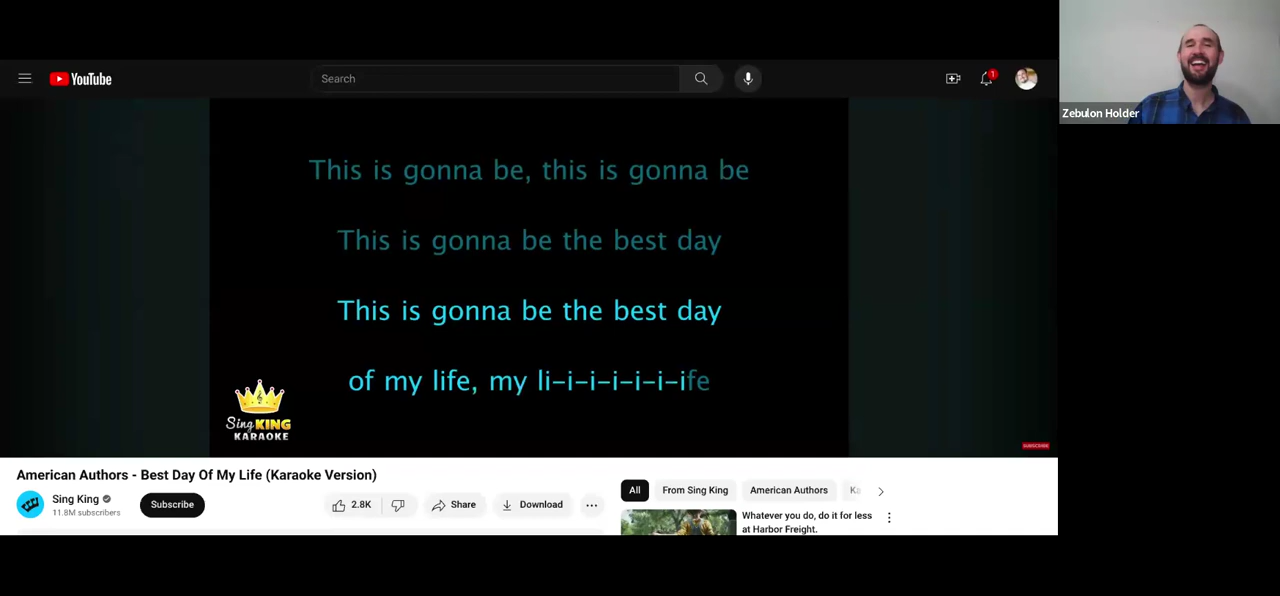 YouTube
Search
1
Zebulon Holder
This is gonna be, this is gonna be
This is gonna be the best day
This is gonna be the best day
of my life, my li-i-i-i-i-i-ife
Sing KING
KARAOKE
SUBSCRIBE
American Authors - Best Day Of My Life (Karaoke Version)
Sing King
11.8M subscribers
Subscribe
2.8K
Share
Download
All
From Sing King
American Authors
Ka
Whatever you do, do it for less
at Harbor Freight.